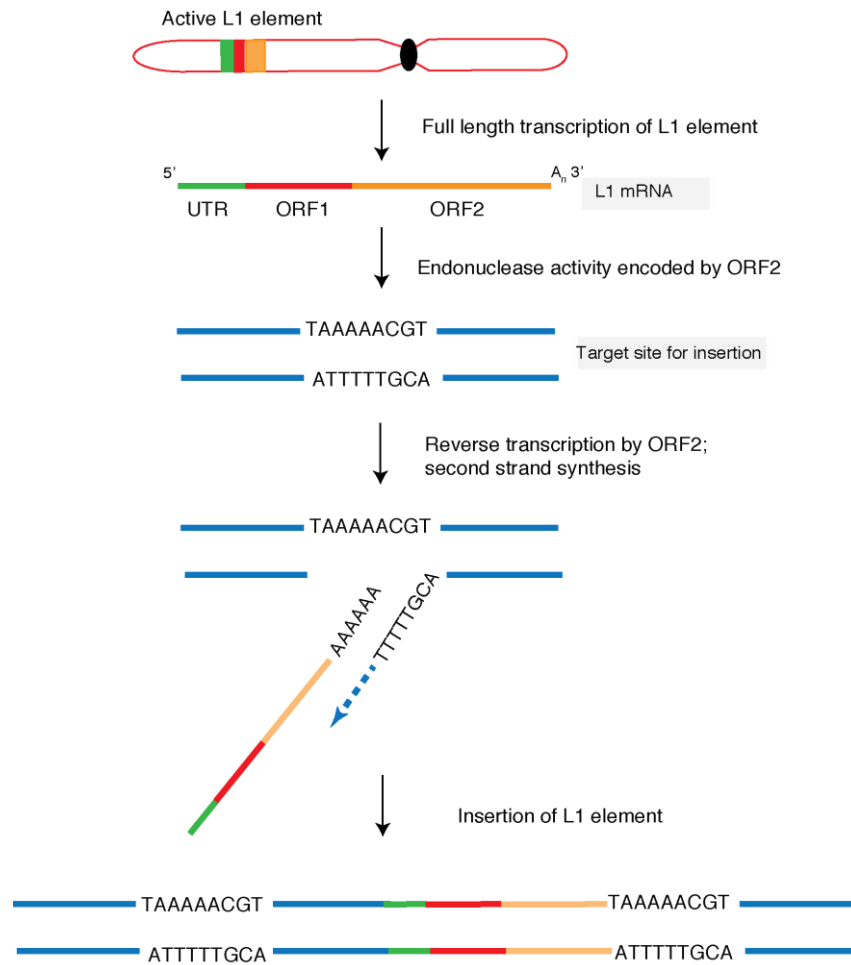 Active L1 element
Full length transcription of L1 element
5’
An 3’
L1 mRNA
UTR ORF1 ORF2
Endonuclease activity encoded by ORF2
TAAAAACGT
Target site for insertion
ATTTTTGCA
Reverse transcription by ORF2;
second strand synthesis
TAAAAACGT
AAAAAA
TTTTTGCA
Insertion of L1 element
TAAAAACGT TAAAAACGT
ATTTTTGCA ATTTTTGCA